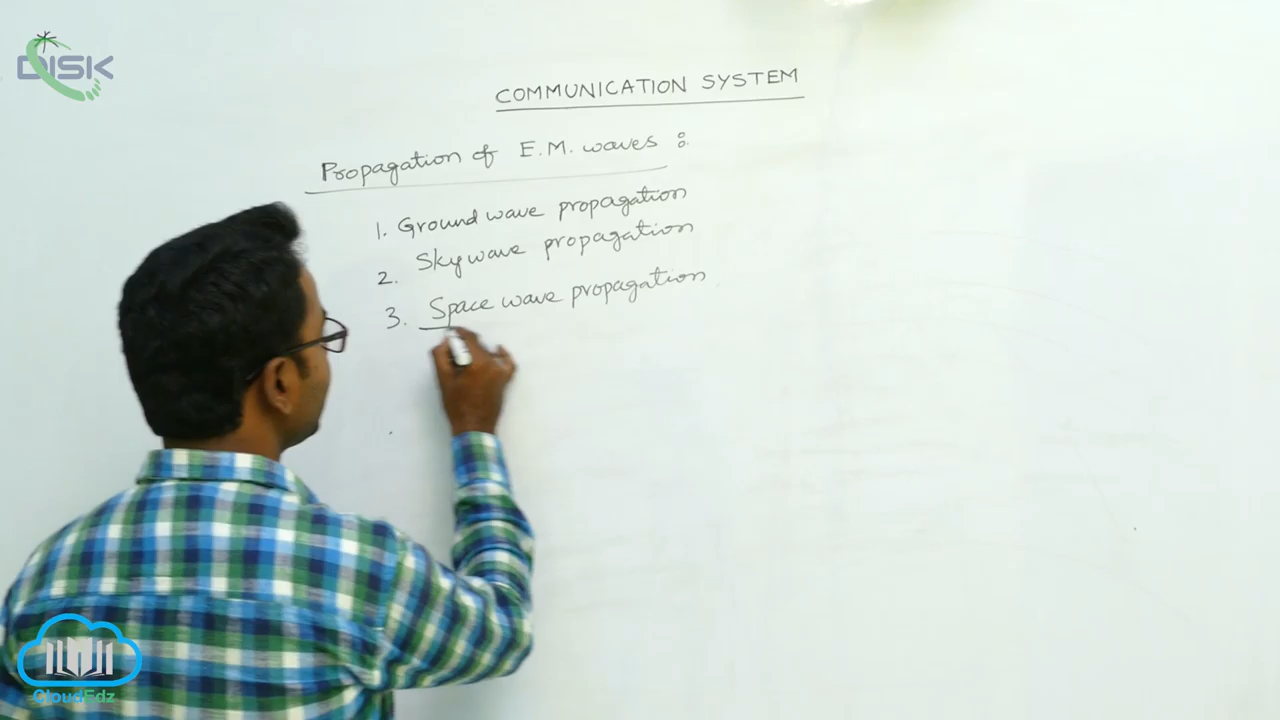 DISK
COMMUNICATION SYSTEM
Propagation of E.M. waves :
1. Ground wave propagation
2. Sky wave propagation
3. Space wave propagation
CloudEdz